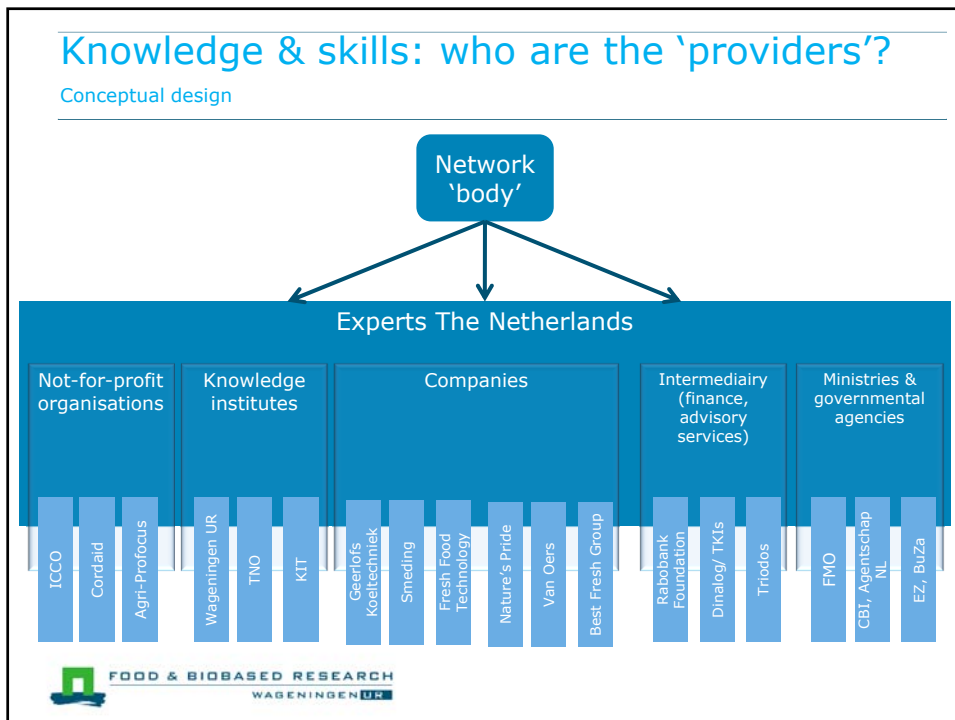 Knowledge & skills: who are the ‘providers’?
Conceptual design
Network
‘body’
Experts The Netherlands
Not-for-profit
organisations
Knowledge
institutes
Companies
Intermediairy
(finance,
advisory
services)
Ministries &
governmental
agencies
ICCO
Cordaid
Agri-Profocus
Wageningen UR
TNO
KIT
Geerlofs
Koeltechniek
Smeding
Fresh Food
Technology
Nature's Pride
Van Oers
Best Fresh Group
Rabobank
Foundation
Dinalog/ TKIs
Triodos
FMO
CBI, Agentschap
NL
EZ, BuZa
FOOD & BIOBASED RESEARCH
WAGENINGEN UR